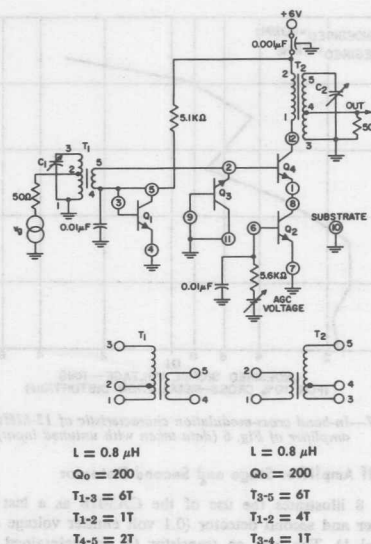 +6V
0.001µF
T2
2
5
C2
4
OUT
1
3
50
5.1KΩ
12
T1
C1
3
5
2
4
1
50Ω
vg
0.01µF
5
3
Q1
4
2
Q3
9
11
Q4
1
8
6
Q2
7
SUBSTRATE
10
0.01µF
5.6KΩ
AGC
VOLTAGE
T1
3
2
1
5
4
T2
2
1
5
4
3
L = 0.8 µH
Qo = 200
T1-3 = 6T
T1-2 = 1T
T4-5 = 2T
L = 0.8 µH
Qo = 200
T3-5 = 6T
T1-2 = 2T
T3-4 = 1T